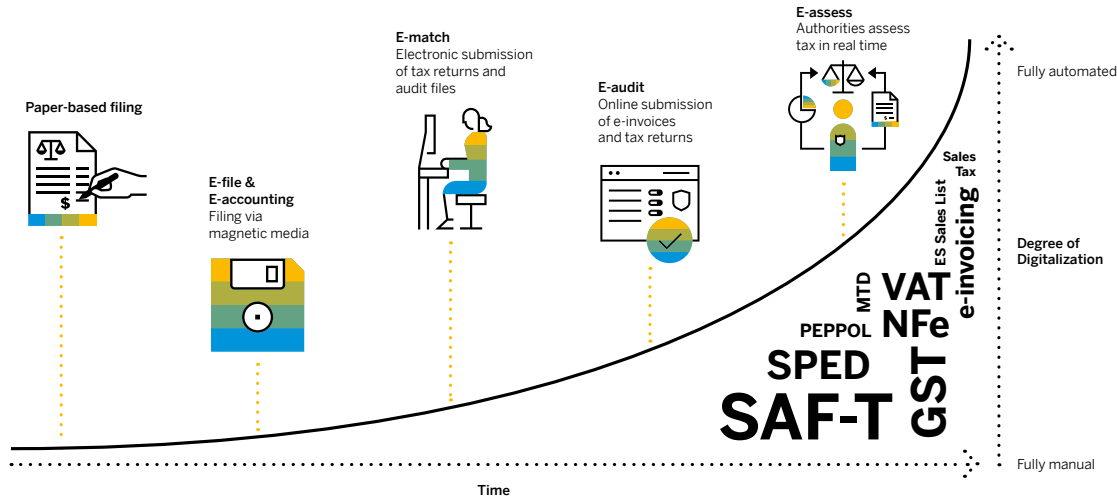 Paper-based filing
$
E-file &
E-accounting
Filing via
magnetic media
E-match
Electronic submission
of tax returns and
audit files
E-audit
Online submission
of e-invoices
and tax returns
E-assess
Authorities assess
tax in real time
$
Sales
Tax
ES Sales List
e-invoicing
MTD
VAT
PEPPOL
NFe
SPED
GST
SAF-T
Fully automated
Degree of
Digitalization
Fully manual
Time